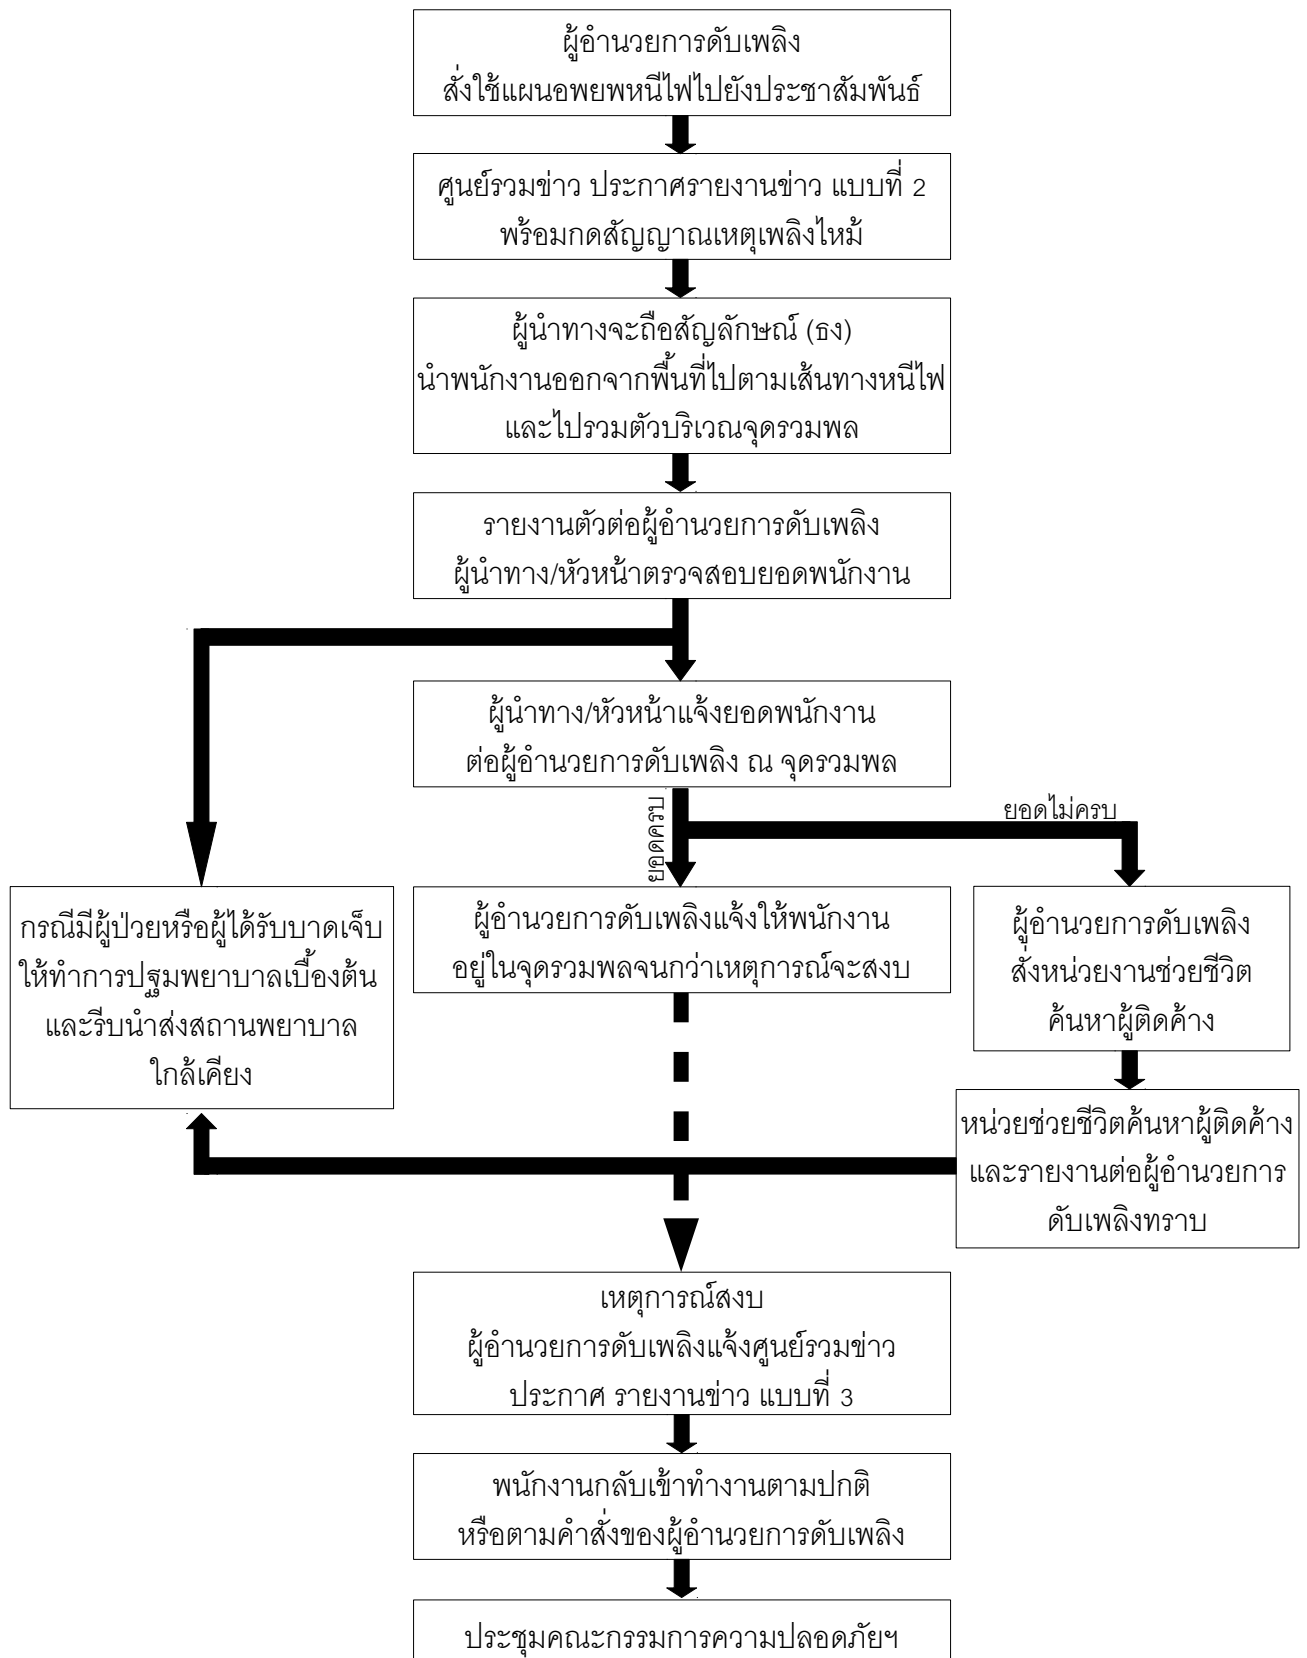 ผู้อำนวยการดับเพลิง
สั่งใช้แผนอพยพหนีไฟไปยังประชาสัมพันธ์
ศูนย์รวมข่าว ประกาศรายงานข่าว แบบที่ 2
พร้อมกดสัญญาณเหตุเพลิงไหม้
ผู้นำทางจะถือสัญลักษณ์ (ธง)
นำพนักงานออกจากพื้นที่ไปตามเส้นทางหนีไฟ
และไปรวมตัวบริเวณจุดรวมพล
รายงานตัวต่อผู้อำนวยการดับเพลิง
ผู้นำทาง/หัวหน้าตรวจสอบยอดพนักงาน
ผู้นำทาง/หัวหน้าแจ้งยอดพนักงาน
ต่อผู้อำนวยการดับเพลิง ณ จุดรวมพล
ยอดครบ
ยอดไม่ครบ
กรณีมีผู้ป่วยหรือผู้ได้รับบาดเจ็บ
ให้ทำการปฐมพยาบาลเบื้องต้น
และรีบนำส่งสถานพยาบาล
ใกล้เคียง
ผู้อำนวยการดับเพลิงแจ้งให้พนักงาน
อยู่ในจุดรวมพลจนกว่าเหตุการณ์จะสงบ
ผู้อำนวยการดับเพลิง
สั่งหน่วยงานช่วยชีวิต
ค้นหาผู้ติดค้าง
หน่วยช่วยชีวิตค้นหาผู้ติดค้าง
และรายงานต่อผู้อำนวยการ
ดับเพลิงทราบ
เหตุการณ์สงบ
ผู้อำนวยการดับเพลิงแจ้งศูนย์รวมข่าว
ประกาศ รายงานข่าว แบบที่ 3
พนักงานกลับเข้าทำงานตามปกติ
หรือตามคำสั่งของผู้อำนวยการดับเพลิง
ประชุมคณะกรรมการความปลอดภัยฯ